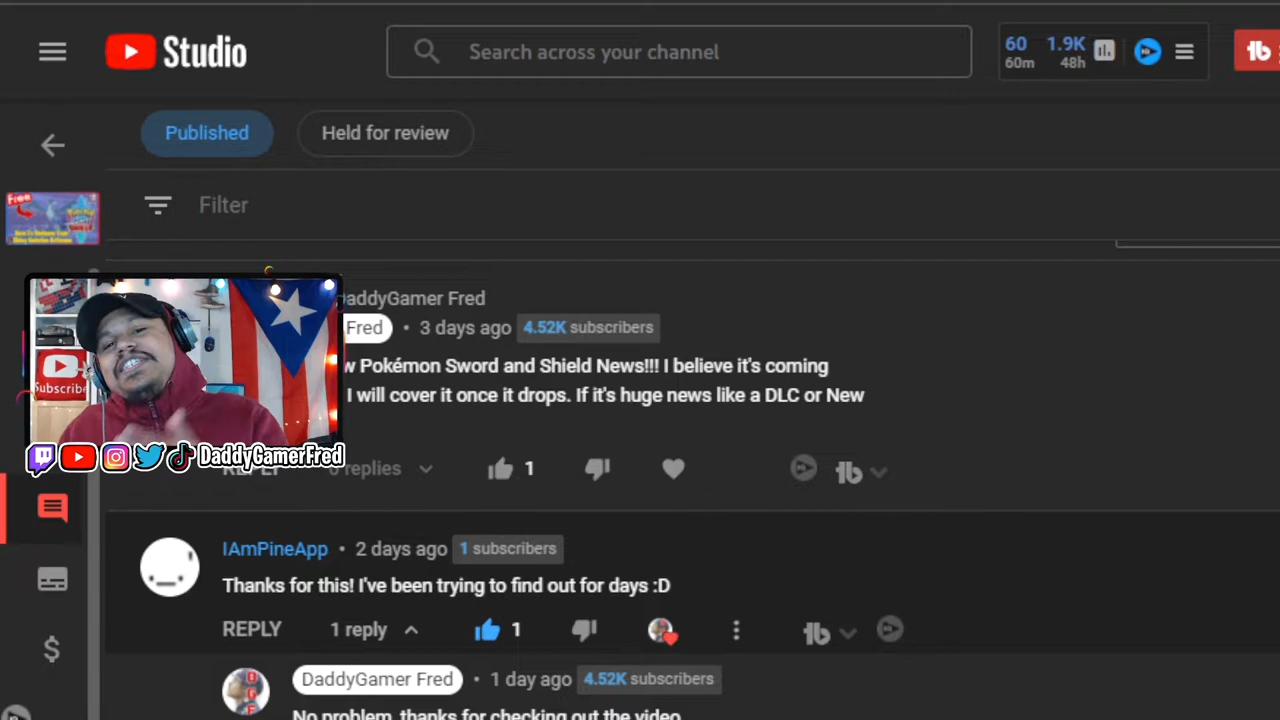 Studio
Search across your channel
60 1.9K
60m 48h
Published
Held for review
Filter
Free
DaddyGamer Fred
Fred • 3 days ago 4.52K subscribers
w Pokémon Sword and Shield News!!! I believe it's coming
I will cover it once it drops. If it's huge news like a DLC or New
Subscribe
DaddyGamerFred
REPLY replies 1
IAmPineApp • 2 days ago 1 subscribers
Thanks for this! I've been trying to find out for days :D
REPLY 1 reply 1
DaddyGamer Fred • 1 day ago 4.52K subscribers
No problem, thanks for checking out the video